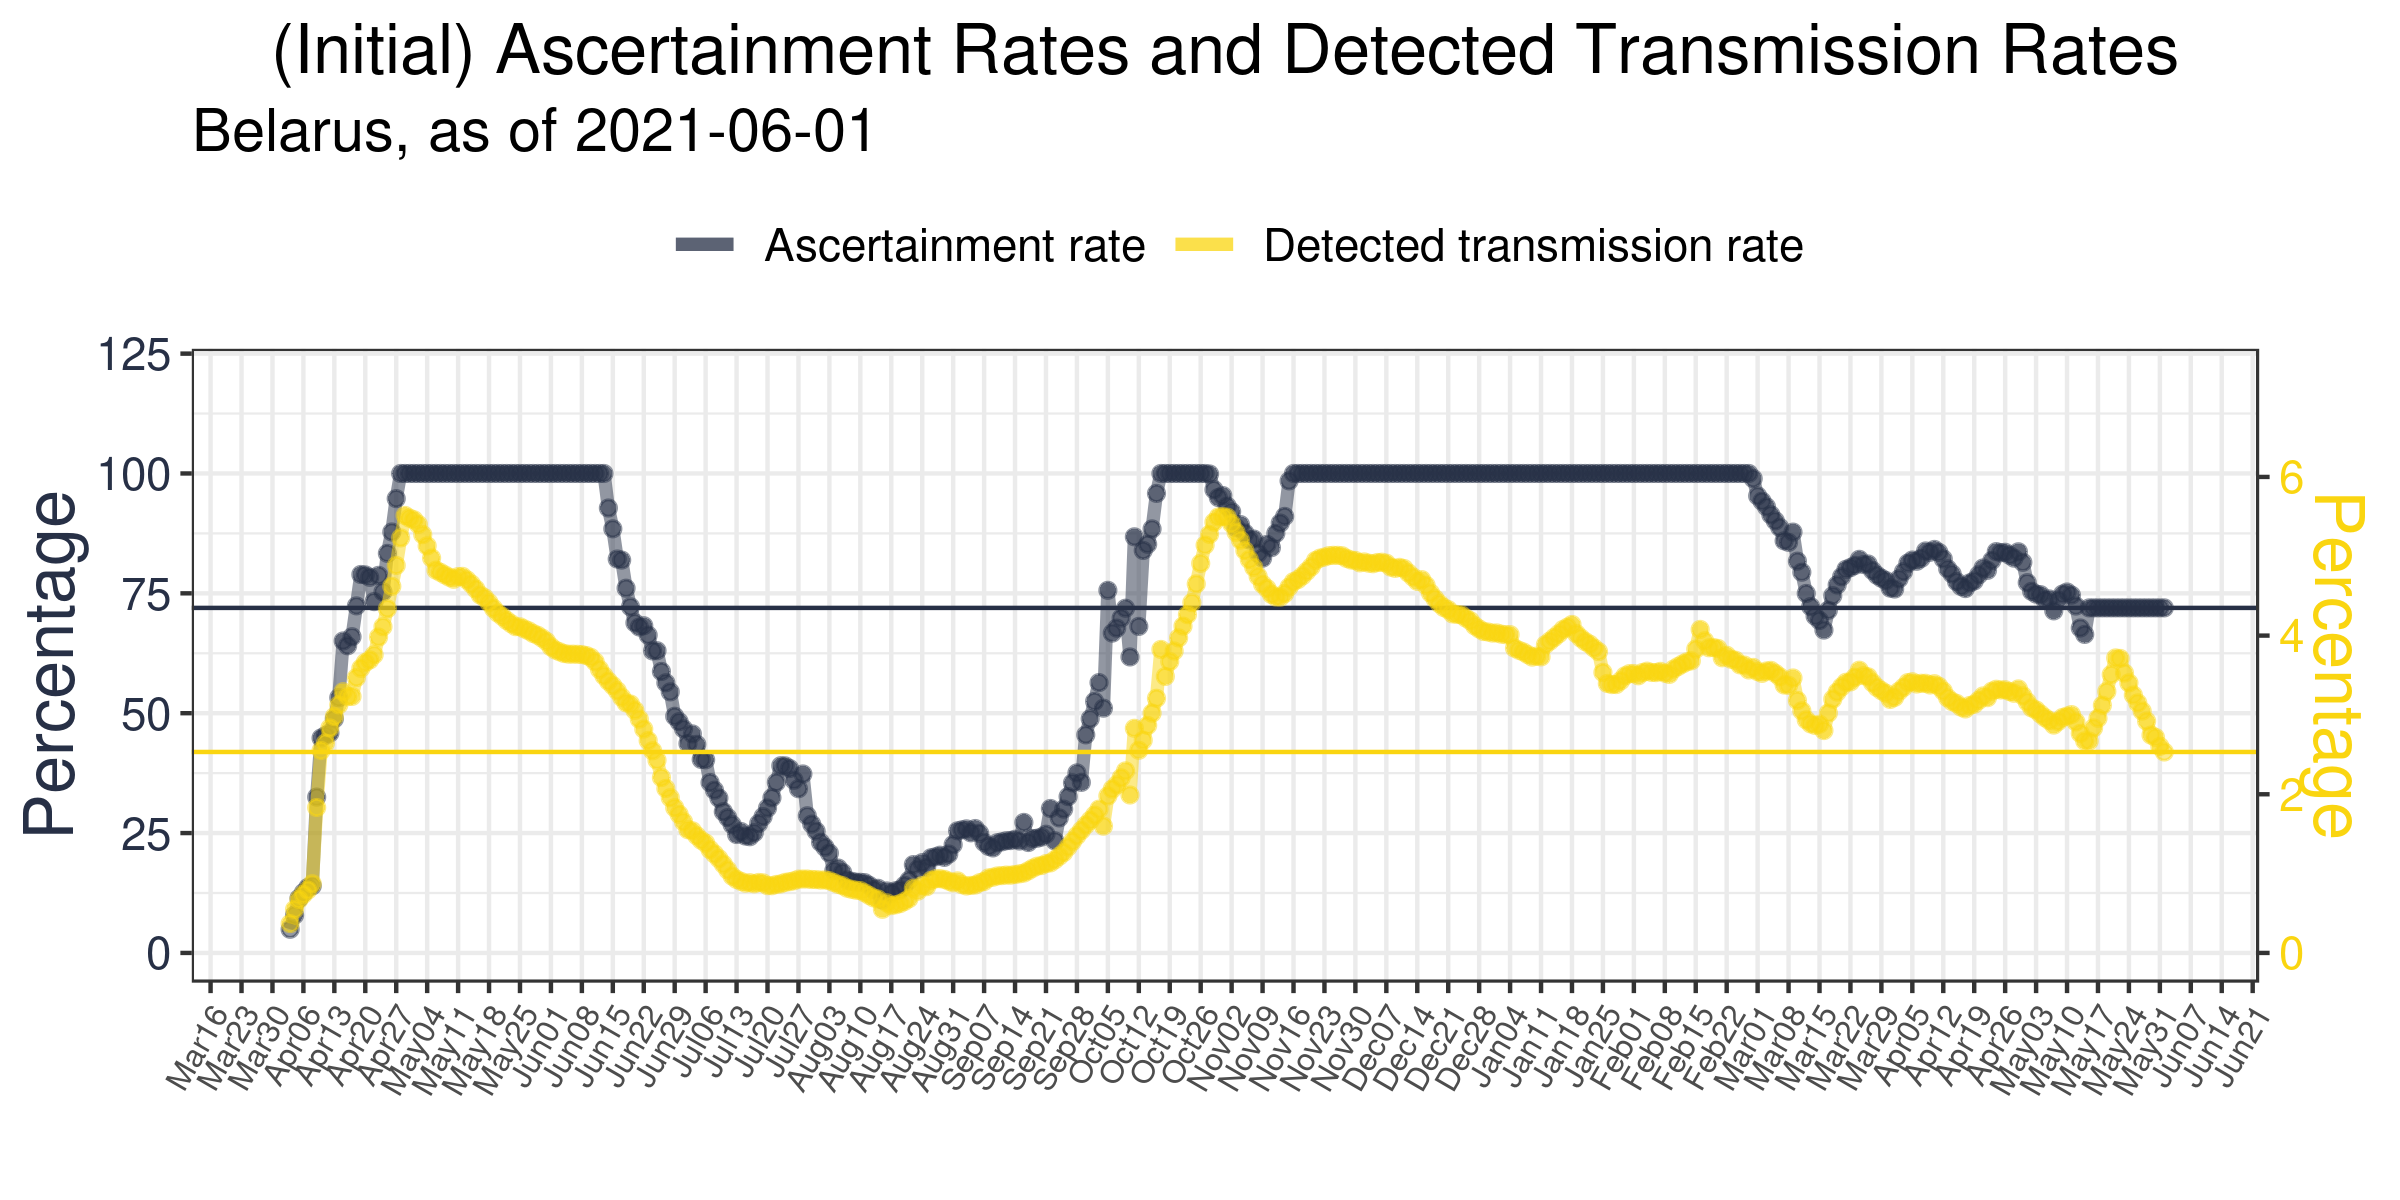 (Initial) Ascertainment Rates and Detected Transmission Rates
Belarus, as of 2021-06-01
Ascertainment rate
Detected transmission rate
Percentage
125
100
75
50
25
0
6
4
2
0
Percentage
Mar16
Mar23
Mar30
Apr06
Apr13
Apr20
Apr27
May04
May11
May18
May25
Jun01
Jun08
Jun15
Jun22
Jun29
Jul06
Jul13
Jul20
Jul27
Aug03
Aug10
Aug17
Aug24
Aug31
Sep07
Sep14
Sep21
Sep28
Oct05
Oct12
Oct19
Oct26
Nov02
Nov09
Nov16
Nov23
Nov30
Dec07
Dec14
Dec21
Dec28
Jan04
Jan11
Jan18
Jan25
Feb01
Feb08
Feb15
Feb22
Mar01
Mar08
Mar15
Mar22
Mar29
Apr05
Apr12
Apr19
Apr26
May03
May10
May17
May24
May31
Jun07
Jun14
Jun21